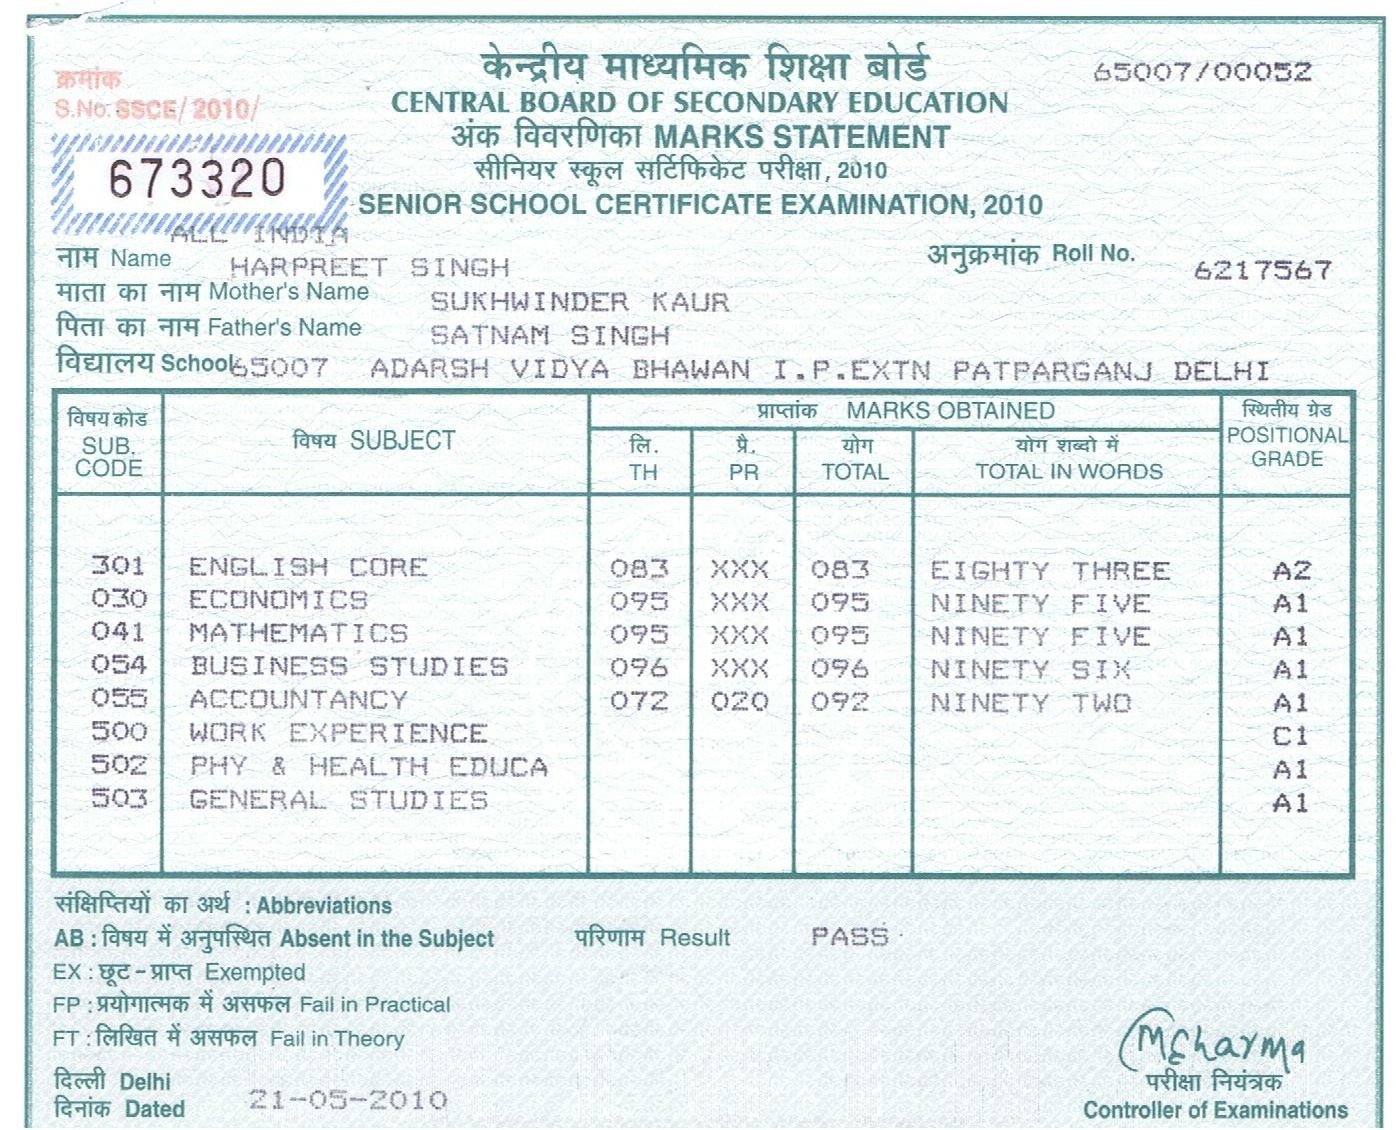 केन्द्रीय माध्यमिक शिक्षा बोर्ड 65007/00052
क्रमांक
S.No. SSCE/2010/
CENTRAL BOARD OF SECONDARY EDUCATION
अंक विवरणिका MARKS STATEMENT
673320
सीनियर स्कूल सर्टिफिकेट परीक्षा, 2010
SENIOR SCHOOL CERTIFICATE EXAMINATION, 2010
ALL INDIA
नाम Name HARPREET SINGH अनुक्रमांक Roll No. 6217567
माता का नाम Mother's Name SUKHWINDER KAUR
पिता का नाम Father's Name SATNAM SINGH
विद्यालय School 65007 ADARSH VIDYA BHAWAN I.P.EXTN PATPARGANJ DELHI
विषय कोड SUB. CODE विषय SUBJECT प्राप्तांक MARKS OBTAINED स्थितीय ग्रेड POSITIONAL GRADE
लि. TH प्रै. PR योग TOTAL योग शब्दो में TOTAL IN WORDS
301 ENGLISH CORE 083 XXX 083 EIGHTY THREE A2
030 ECONOMICS 095 XXX 095 NINETY FIVE A1
041 MATHEMATICS 095 XXX 095 NINETY FIVE A1
054 BUSINESS STUDIES 096 XXX 096 NINETY SIX A1
055 ACCOUNTANCY 072 020 092 NINETY TWO A1
500 WORK EXPERIENCE C1
502 PHY & HEALTH EDUCA A1
503 GENERAL STUDIES A1
संक्षिप्तियों का अर्थ : Abbreviations
AB : विषय में अनुपस्थित Absent in the Subject परिणाम Result PASS
EX : छूट-प्राप्त Exempted
FP : प्रयोगात्मक में असफल Fail in Practical
FT : लिखित में असफल Fail in Theory
दिल्ली Delhi
दिनांक Dated 21-05-2010
परीक्षा नियंत्रक
Controller of Examinations